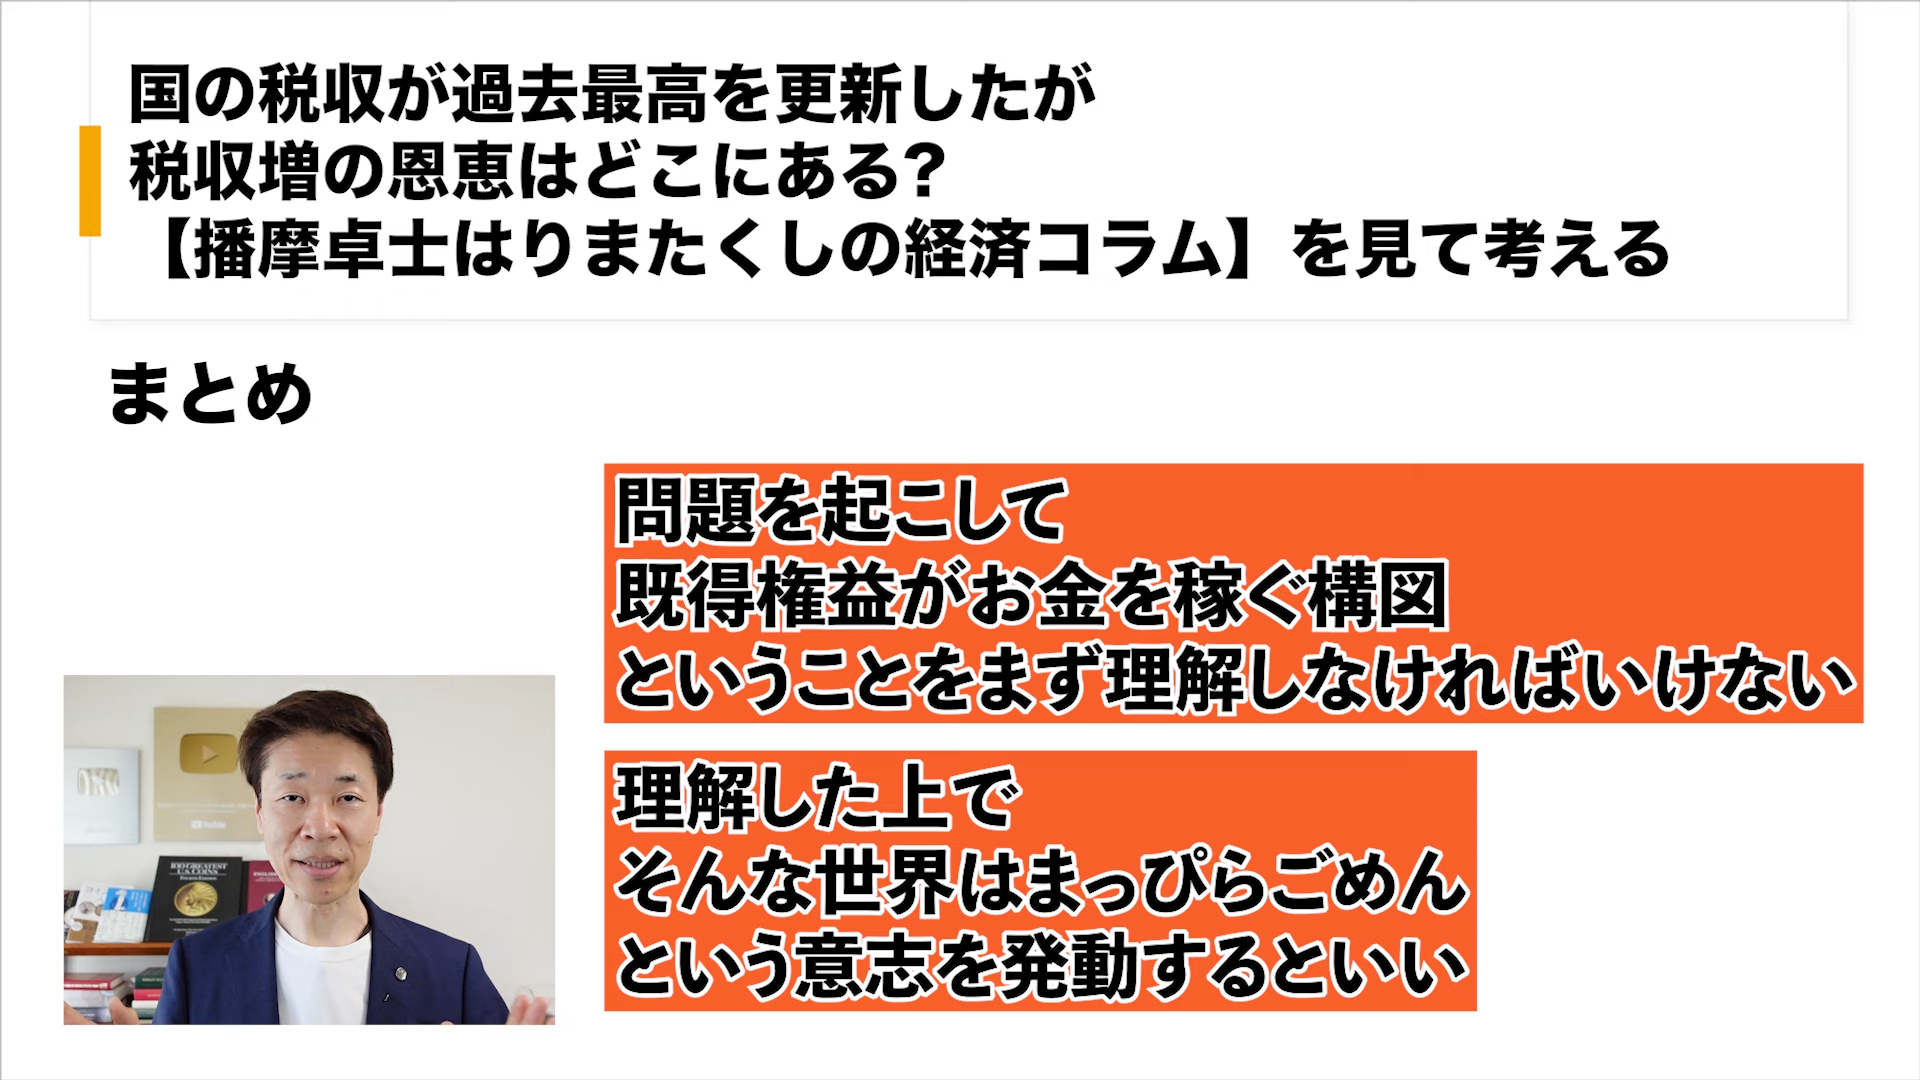 国の税収が過去最高を更新したが
税収増の恩恵はどこにある?
【播摩卓士はりまたくしの経済コラム】を見て考える
まとめ
問題を起こして
既得権益がお金を稼ぐ構図
ということをまず理解しなければいけない
理解した上で
そんな世界はまっぴらごめん
という意志を発動するといい
100 GREATEST
U.S. COINS